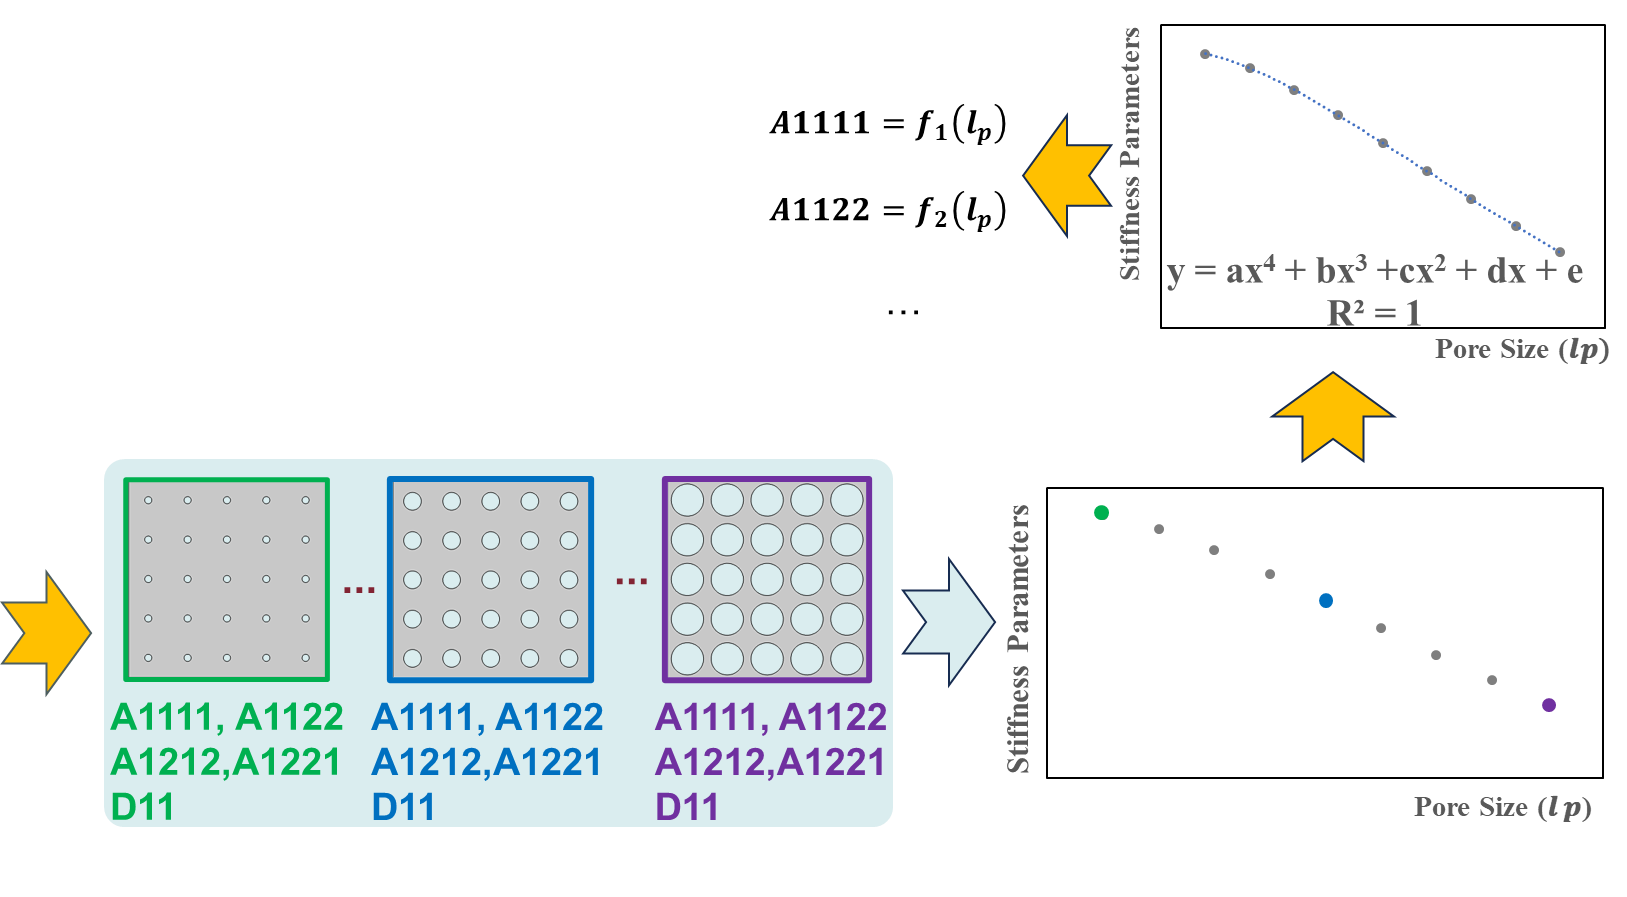 A1111 = f₁(lₚ)
A1122 = f₂(lₚ)
...
Stiffness Parameters
y = ax⁴ + bx³ +cx² + dx + e
R² = 1
Pore Size (lp)
...
...
A1111, A1122
A1212,A1221
D11
A1111, A1122
A1212,A1221
D11
A1111, A1122
A1212,A1221
D11
Stiffness Parameters
Pore Size (lp)